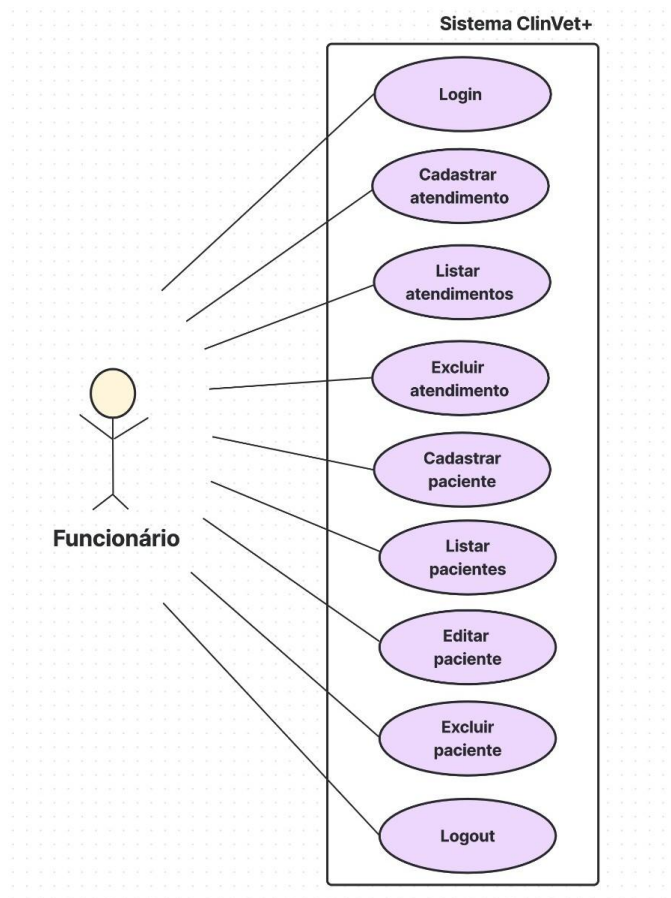 Sistema ClinVet+
Login
Cadastrar
atendimento
Listar
atendimentos
Excluir
atendimento
Cadastrar
paciente
Funcionário
Listar
pacientes
Editar
paciente
Excluir
paciente
Logout